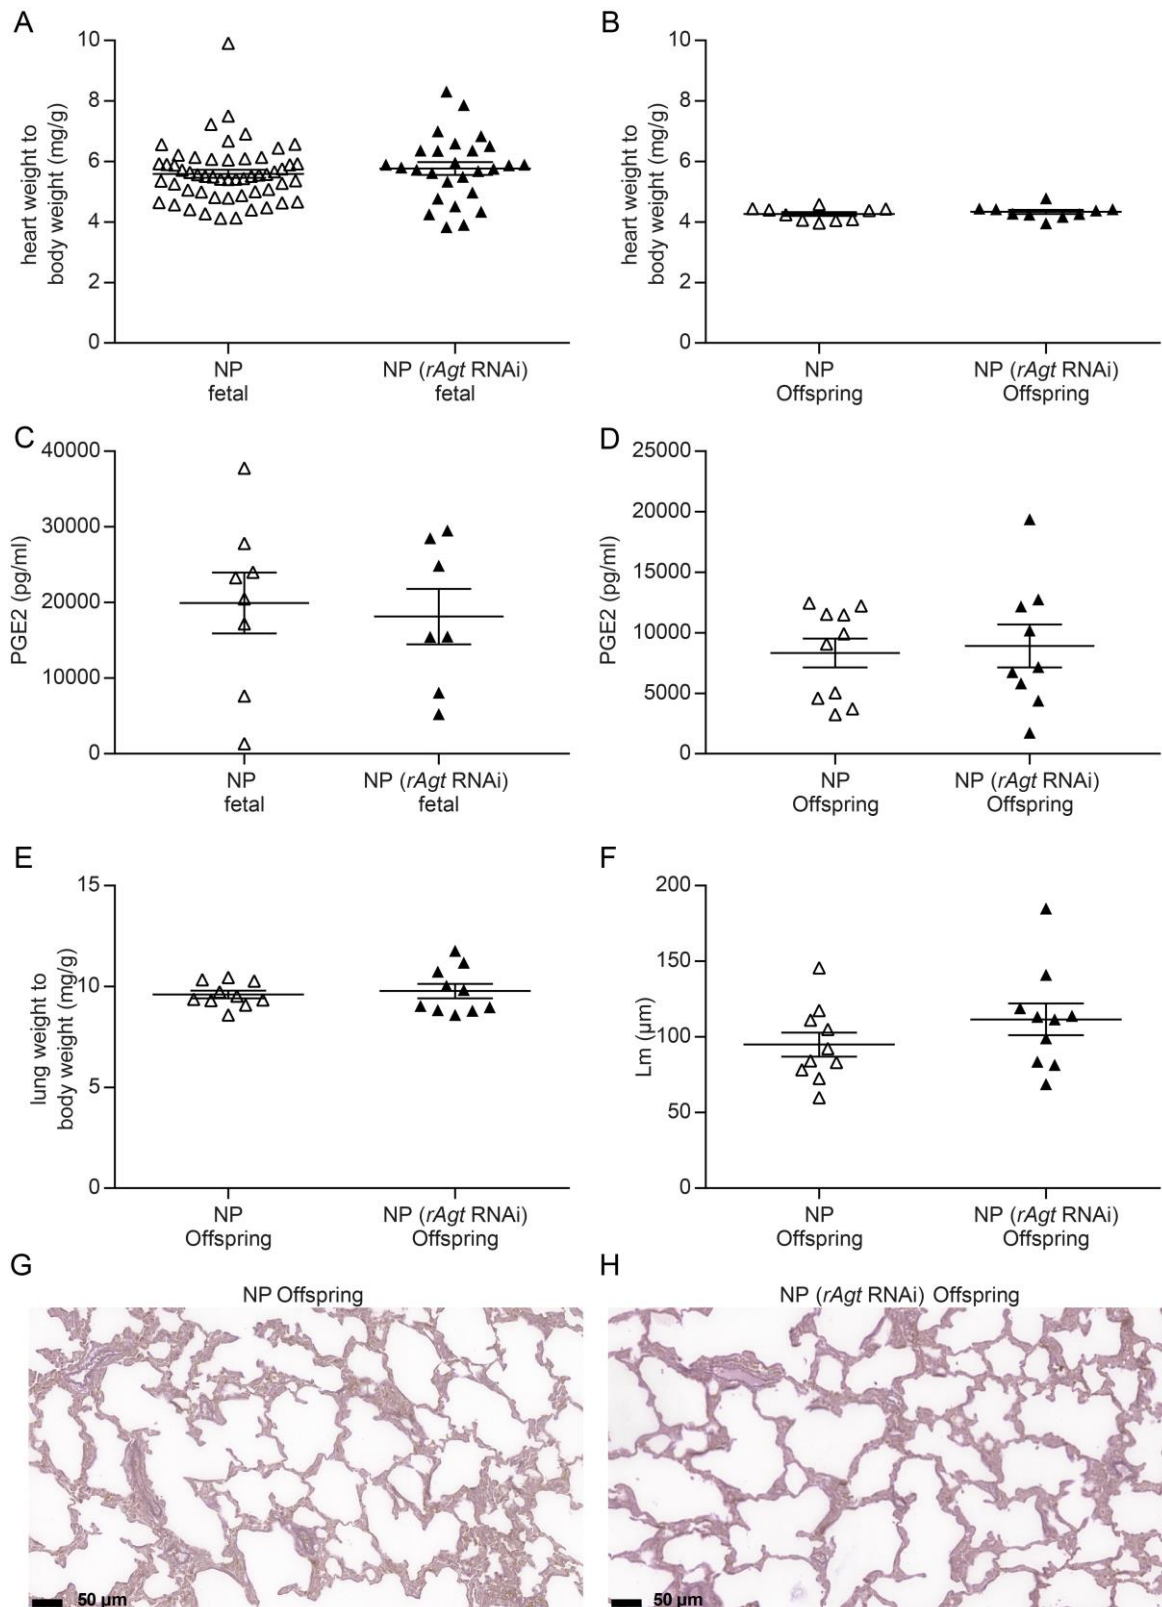 A
heart weight to
body weight (mg/g)
10
8
6
4
2
0
NP
fetal
NP (rAgt RNAi)
fetal
B
heart weight to
body weight (mg/g)
10
8
6
4
2
0
NP
Offspring
NP (rAgt RNAi)
Offspring
C
PGE2 (pg/ml)
40000
30000
20000
10000
0
NP
fetal
NP (rAgt RNAi)
fetal
D
PGE2 (pg/ml)
25000
20000
15000
10000
5000
0
NP
Offspring
NP (rAgt RNAi)
Offspring
E
lung weight to
body weight (mg/g)
15
10
5
0
NP
Offspring
NP (rAgt RNAi)
Offspring
F
Lm (µm)
200
150
100
50
0
NP
Offspring
NP (rAgt RNAi)
Offspring
G
NP Offspring
50 µm
H
NP (rAgt RNAi) Offspring
50 µm